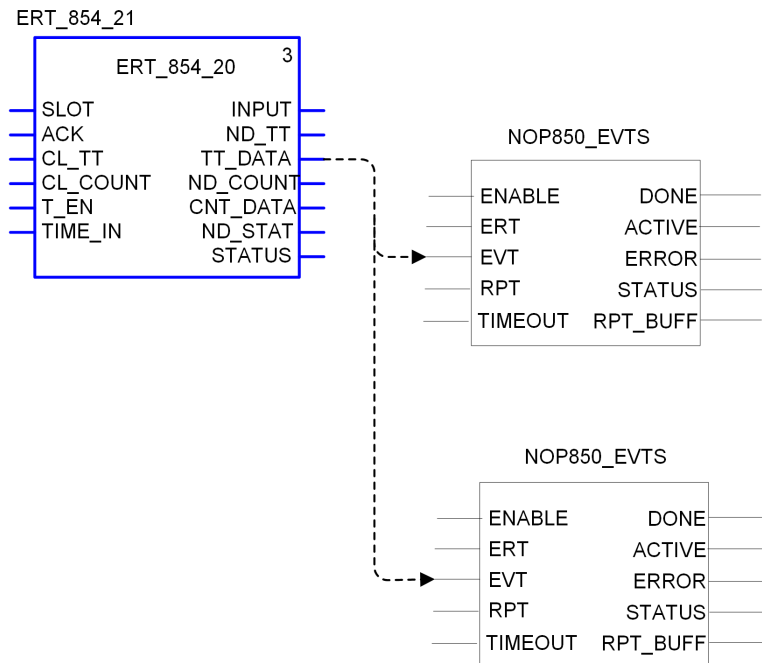 ERT_854_21
3
ERT_854_20
SLOT INPUT
ACK ND_TT
CL_TT TT_DATA
CL_COUNT ND_COUNT
T_EN CNT_DATA
TIME_IN ND_STAT
STATUS
NOP850_EVTS
ENABLE DONE
ERT ACTIVE
EVT ERROR
RPT STATUS
TIMEOUT RPT_BUFF
NOP850_EVTS
ENABLE DONE
ERT ACTIVE
EVT ERROR
RPT STATUS
TIMEOUT RPT_BUFF